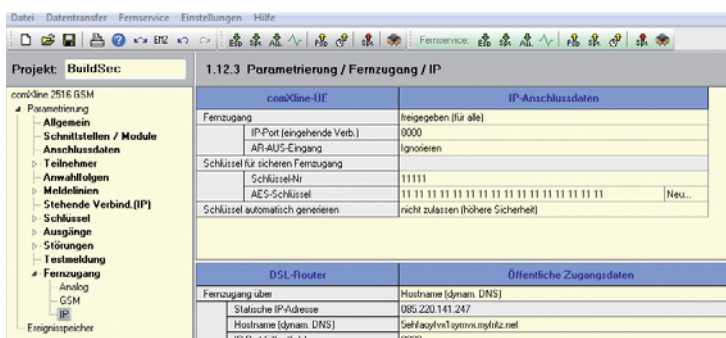 Datei Datentransfer Fernservice Einstellungen Hilfe
EMZ Fernservice:
Projekt: BuildSec
1.12.3 Parametrierung / Fernzugang / IP
comXline 2516 GSM
Parametrierung
Allgemein
Schnittstellen / Module
Anschlussdaten
Teilnehmer
Anwahlfolgen
Meldelinien
Stehende Verbind.(IP)
Schlüssel
Ausgänge
Störungen
Testmeldung
Fernzugang
Analog
GSM
IP
Ereignisspeicher
comXline-ÜE IP-Anschlussdaten
Fernzugang freigegeben (für alle)
IP-Port (eingehende Verb.) 8000
AR-AUS-Eingang Ignorieren
Schlüssel für sicheren Fernzugang
Schlüssel-Nr 11111
AES-Schlüssel 11 11 11 11 11 11 11 11 11 11 11 11 11 11 11 11 Neu...
Schlüssel automatisch generieren nicht zulassen (höhere Sicherheit)
DSL-Router Öffentliche Zugangsdaten
Fernzugang über Hostname (dynam. DNS)
Statische IP-Adresse 085.220.141.247
Hostname (dynam. DNS)